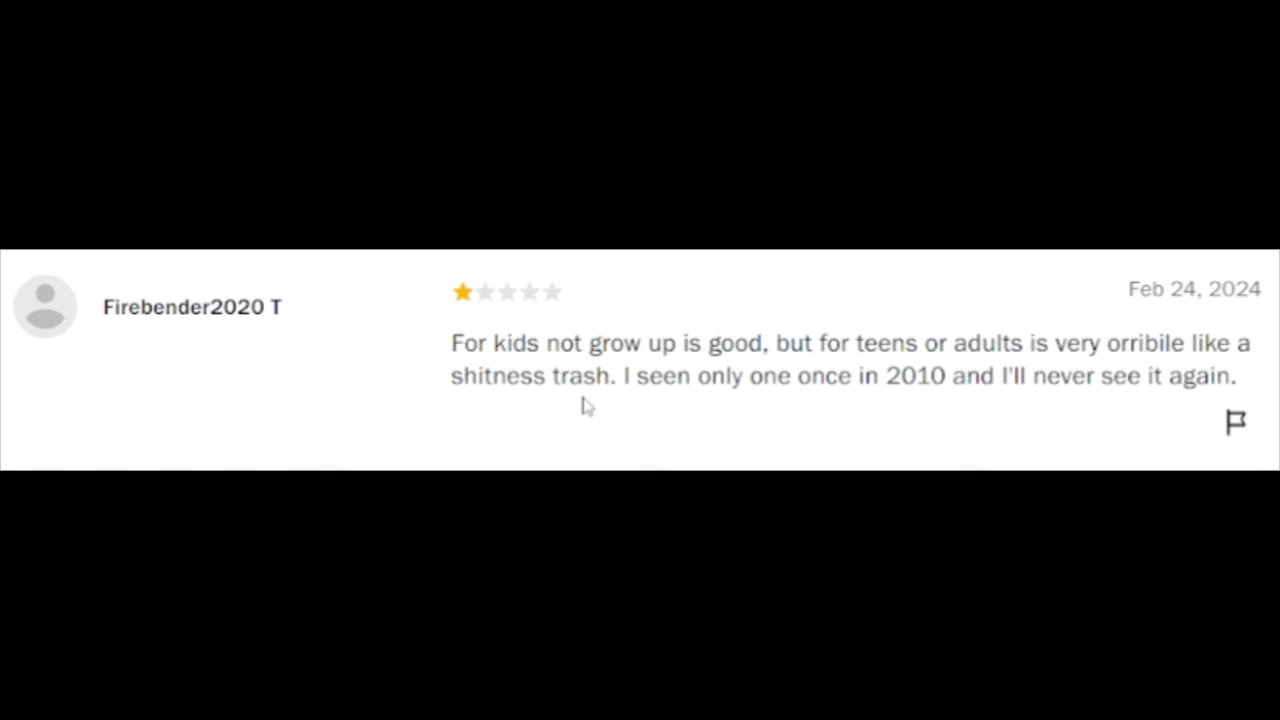 Firebender2020 T
Feb 24, 2024
For kids not grow up is good, but for teens or adults is very orribile like a
shitness trash. I seen only one once in 2010 and I'll never see it again.